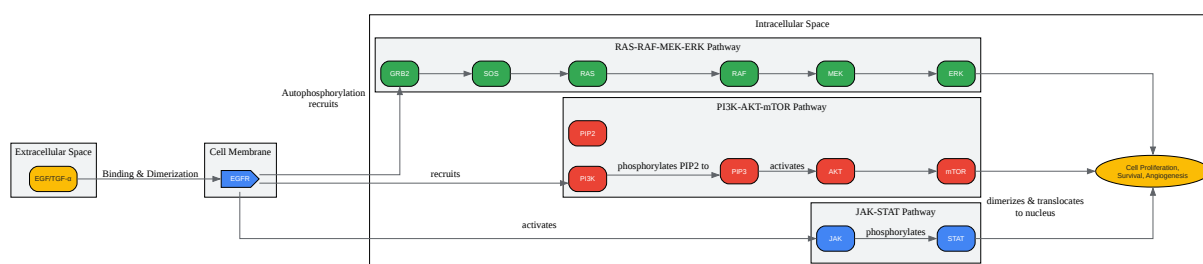 Intracellular Space
RAS-RAF-MEK-ERK Pathway
GRB2
SOS
RAS
RAF
MEK
ERK
Autophosphorylation
recruits
PI3K-AKT-mTOR Pathway
PIP2
Extracellular Space
EGF/TGF-α
Binding & Dimerization
Cell Membrane
EGFR
recruits
PI3K
phosphorylates PIP2 to
PIP3
activates
AKT
mTOR
Cell Proliferation,
Survival, Angiogenesis
dimerizes & translocates
to nucleus
JAK-STAT Pathway
activates
JAK
phosphorylates
STAT